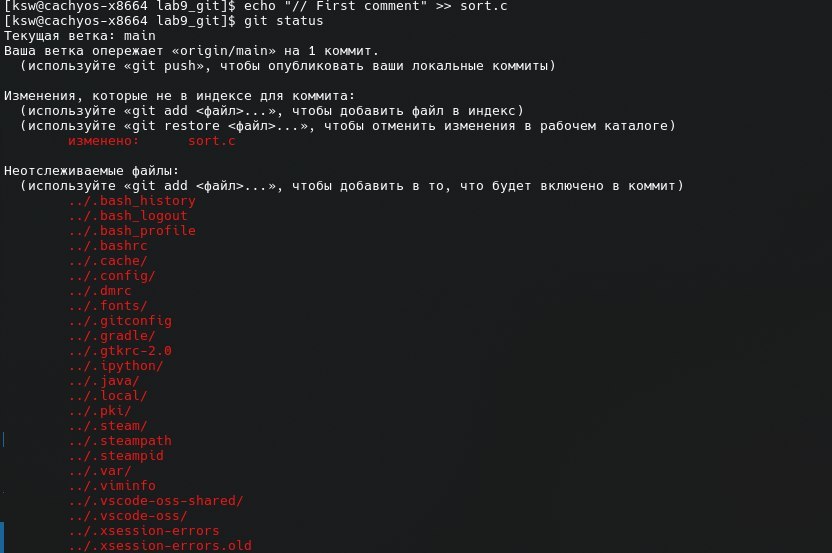 [ksw@cachyos-x8664 lab9_git]$ echo "// First comment" >> sort.c
[ksw@cachyos-x8664 lab9_git]$ git status
Текущая ветка: main
Ваша ветка опережает «origin/main» на 1 коммит.
  (используйте «git push», чтобы опубликовать ваши локальные коммиты)

Изменения, которые не в индексе для коммита:
  (используйте «git add <файл>...», чтобы добавить файл в индекс)
  (используйте «git restore <файл>...», чтобы отменить изменения в рабочем каталоге)
        изменено:      sort.c

Неотслеживаемые файлы:
  (используйте «git add <файл>...», чтобы добавить в то, что будет включено в коммит)
        ../.bash_history
        ../.bash_logout
        ../.bash_profile
        ../.bashrc
        ../.cache/
        ../.config/
        ../.dmrc
        ../.fonts/
        ../.gitconfig
        ../.gradle/
        ../.gtkrc-2.0
        ../.ipython/
        ../.java/
        ../.local/
        ../.pki/
        ../.steam/
        ../.steampath
        ../.steampid
        ../.var/
        ../.viminfo
        ../.vscode-oss-shared/
        ../.vscode-oss/
        ../.xsession-errors
        ../.xsession-errors.old